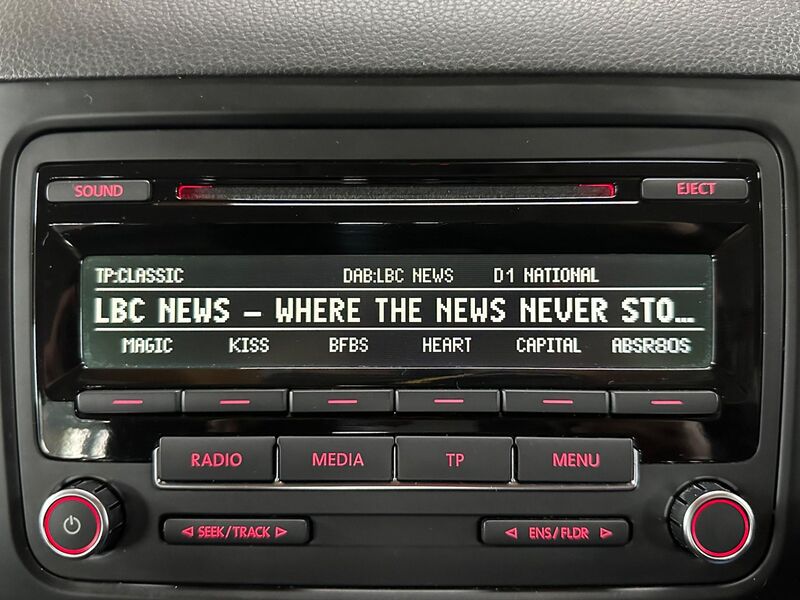 SOUND EJECT
TP:CLASSIC DAB:LBC NEWS D1 NATIONAL
LBC NEWS – WHERE THE NEWS NEVER STO…
MAGIC KISS BFBS HEART CAPITAL ABSR80S
RADIO MEDIA TP MENU
SEEK/TRACK ENS/FLDR